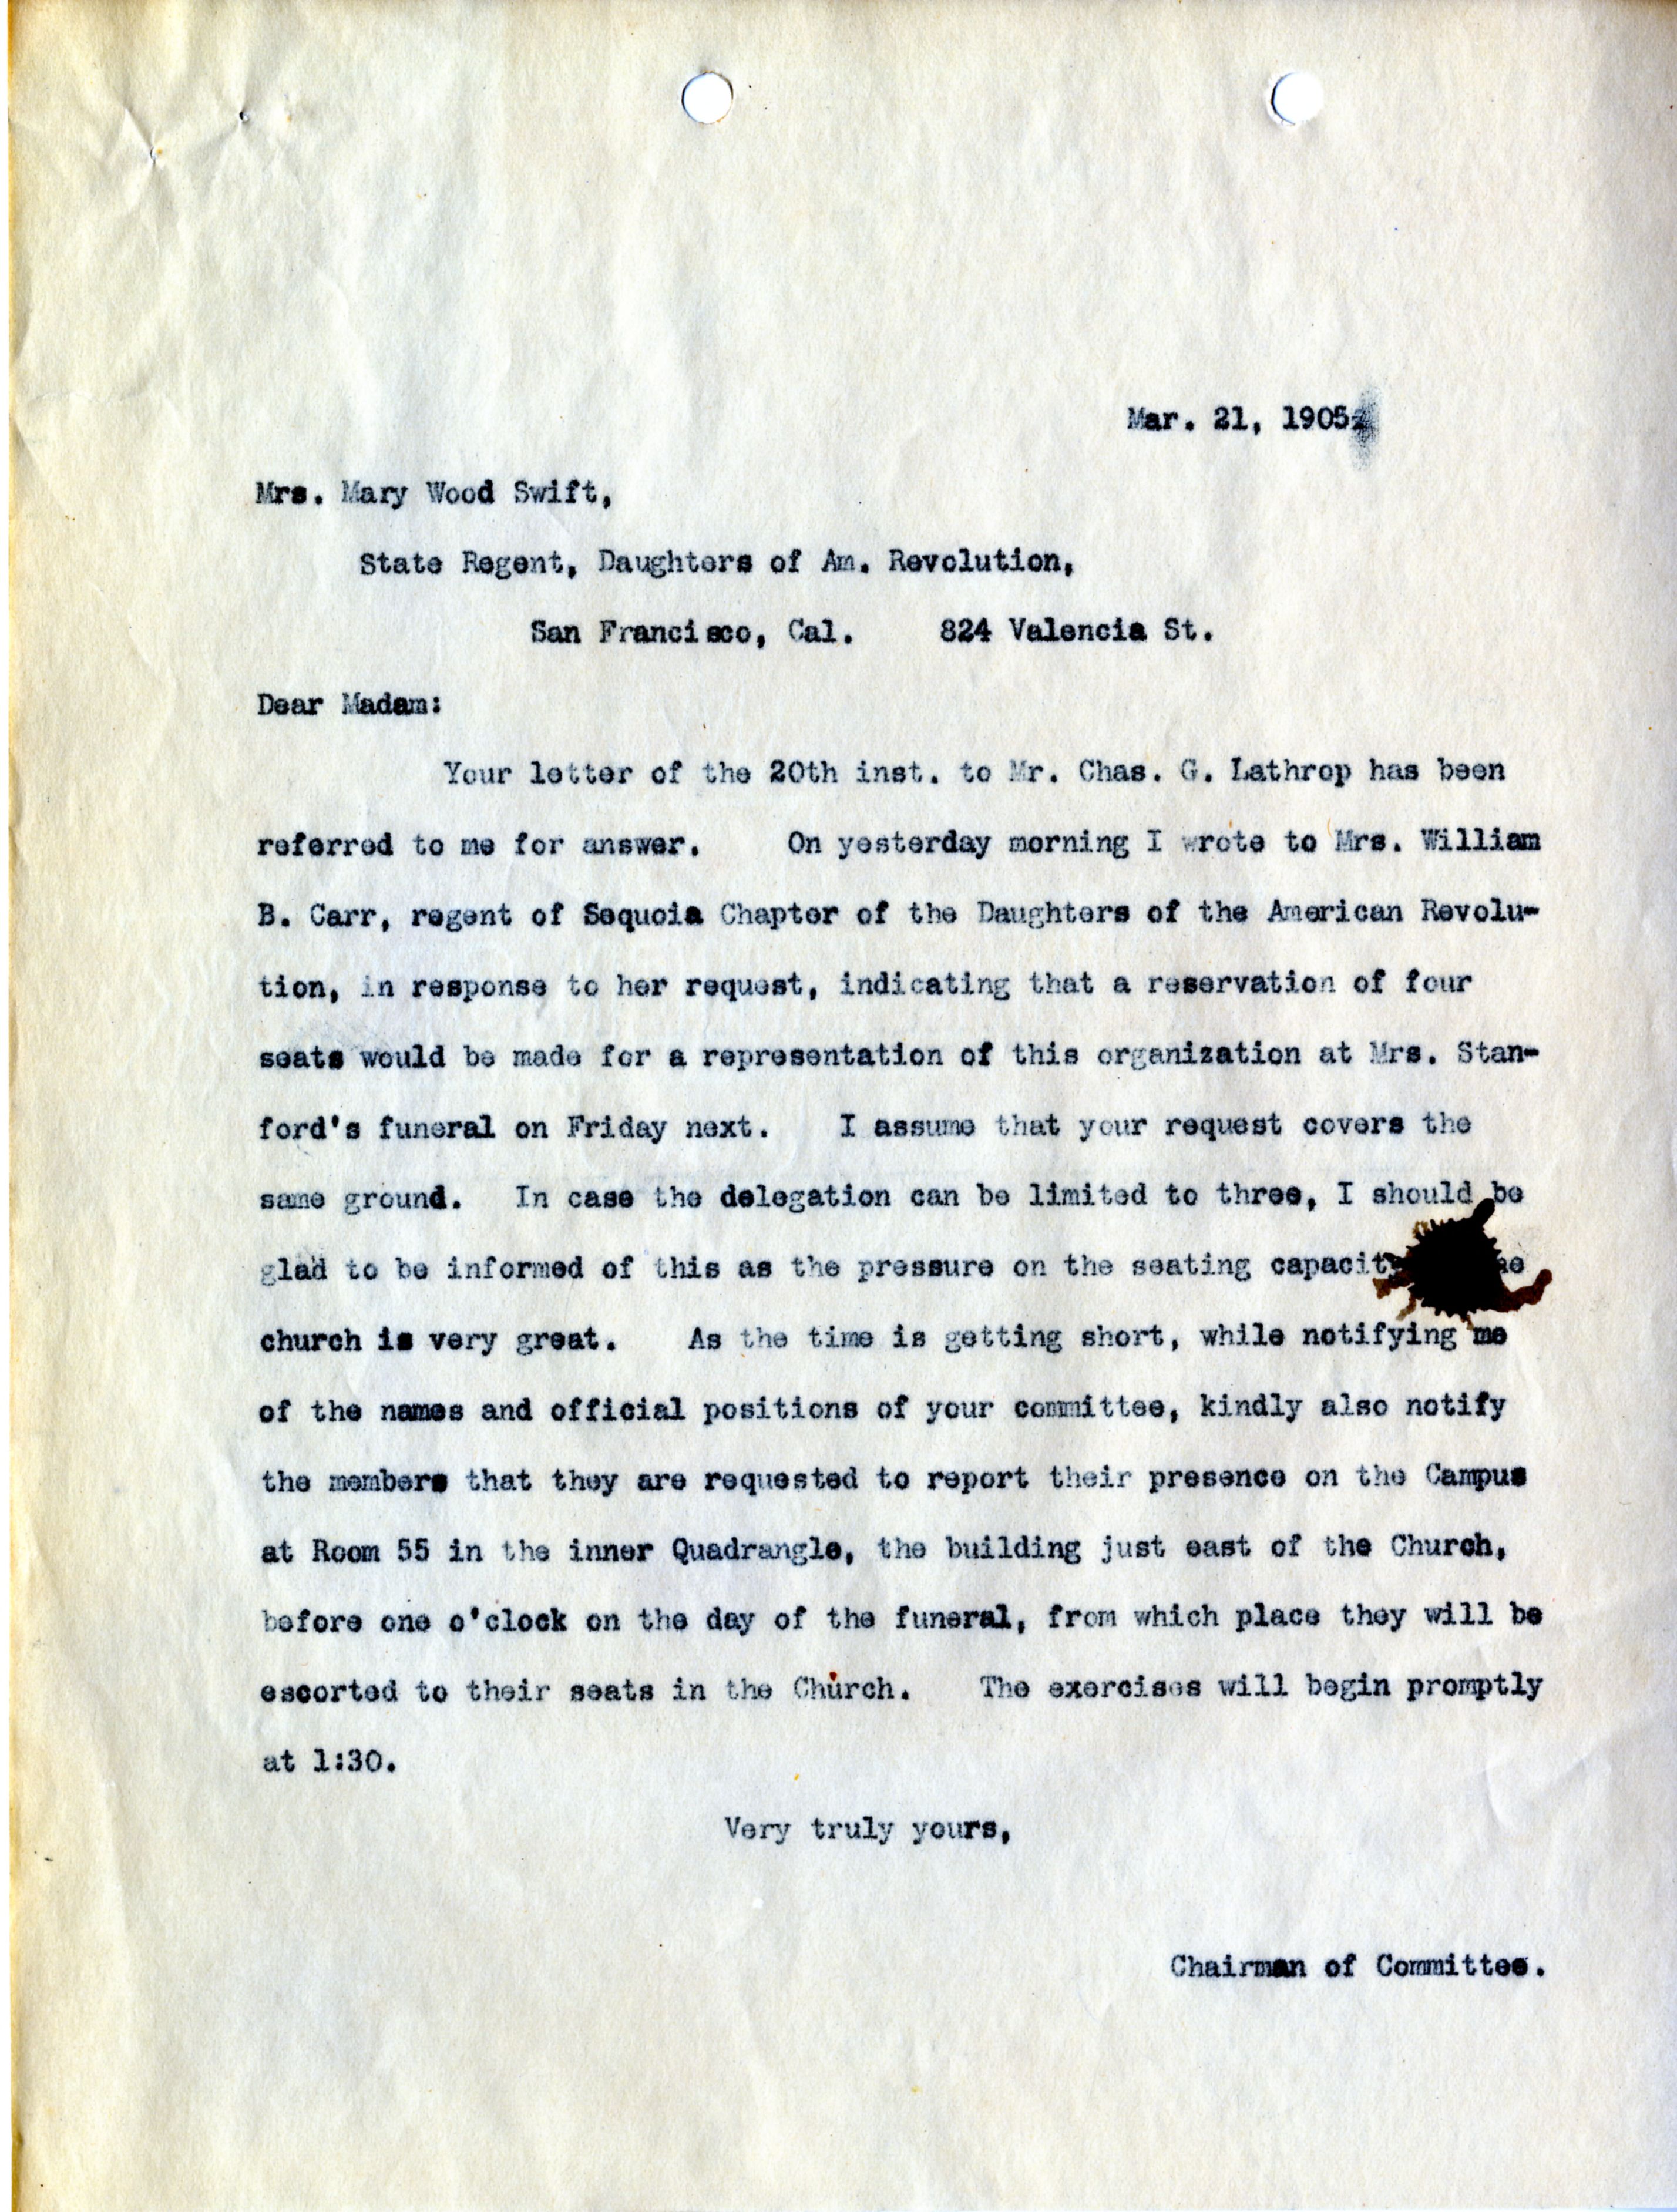 Mar. 21, 1905
Mrs. Mary Wood Swift,
State Regent, Daughters of Am. Revolution,
San Francisco, Cal. 824 Valencia St.
Dear Madam:
Your letter of the 20th inst. to Mr. Chas. G. Lathrop has been
referred to me for answer. On yesterday morning I wrote to Mrs. William
B. Carr, regent of Sequoia Chapter of the Daughters of the American Revolu-
tion, in response to her request, indicating that a reservation of four
seats would be made for a representation of this organization at Mrs. Stan-
ford's funeral on Friday next. I assume that your request covers the
same ground. In case the delegation can be limited to three, I should be
glad to be informed of this as the pressure on the seating capacity
church is very great. As the time is getting short, while notifying me
of the names and official positions of your committee, kindly also notify
the members that they are requested to report their presence on the Campus
at Room 55 in the inner Quadrangle, the building just east of the Church,
before one o'clock on the day of the funeral, from which place they will be
escorted to their seats in the Church. The exercises will begin promptly
at 1:30.
Very truly yours,
Chairman of Committee.